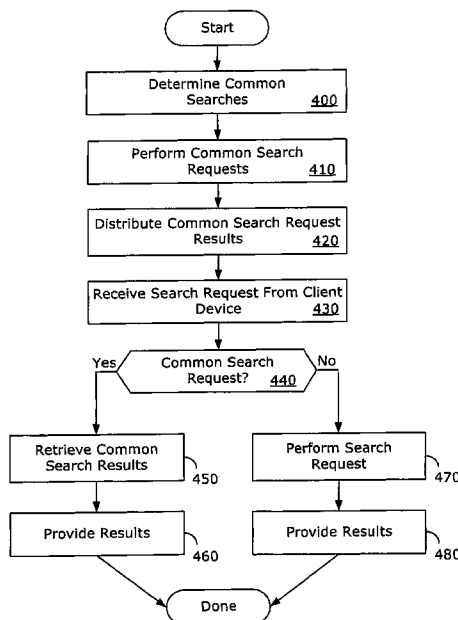 Start
Determine Common
Searches 400
Perform Common Search
Requests 410
Distribute Common Search Request
Results 420
Receive Search Request From Client
Device 430
Yes
Common Search
Request? 440
No
Retrieve Common
Search Results
450
Perform Search
Request
470
Provide Results
460
Provide Results
480
Done